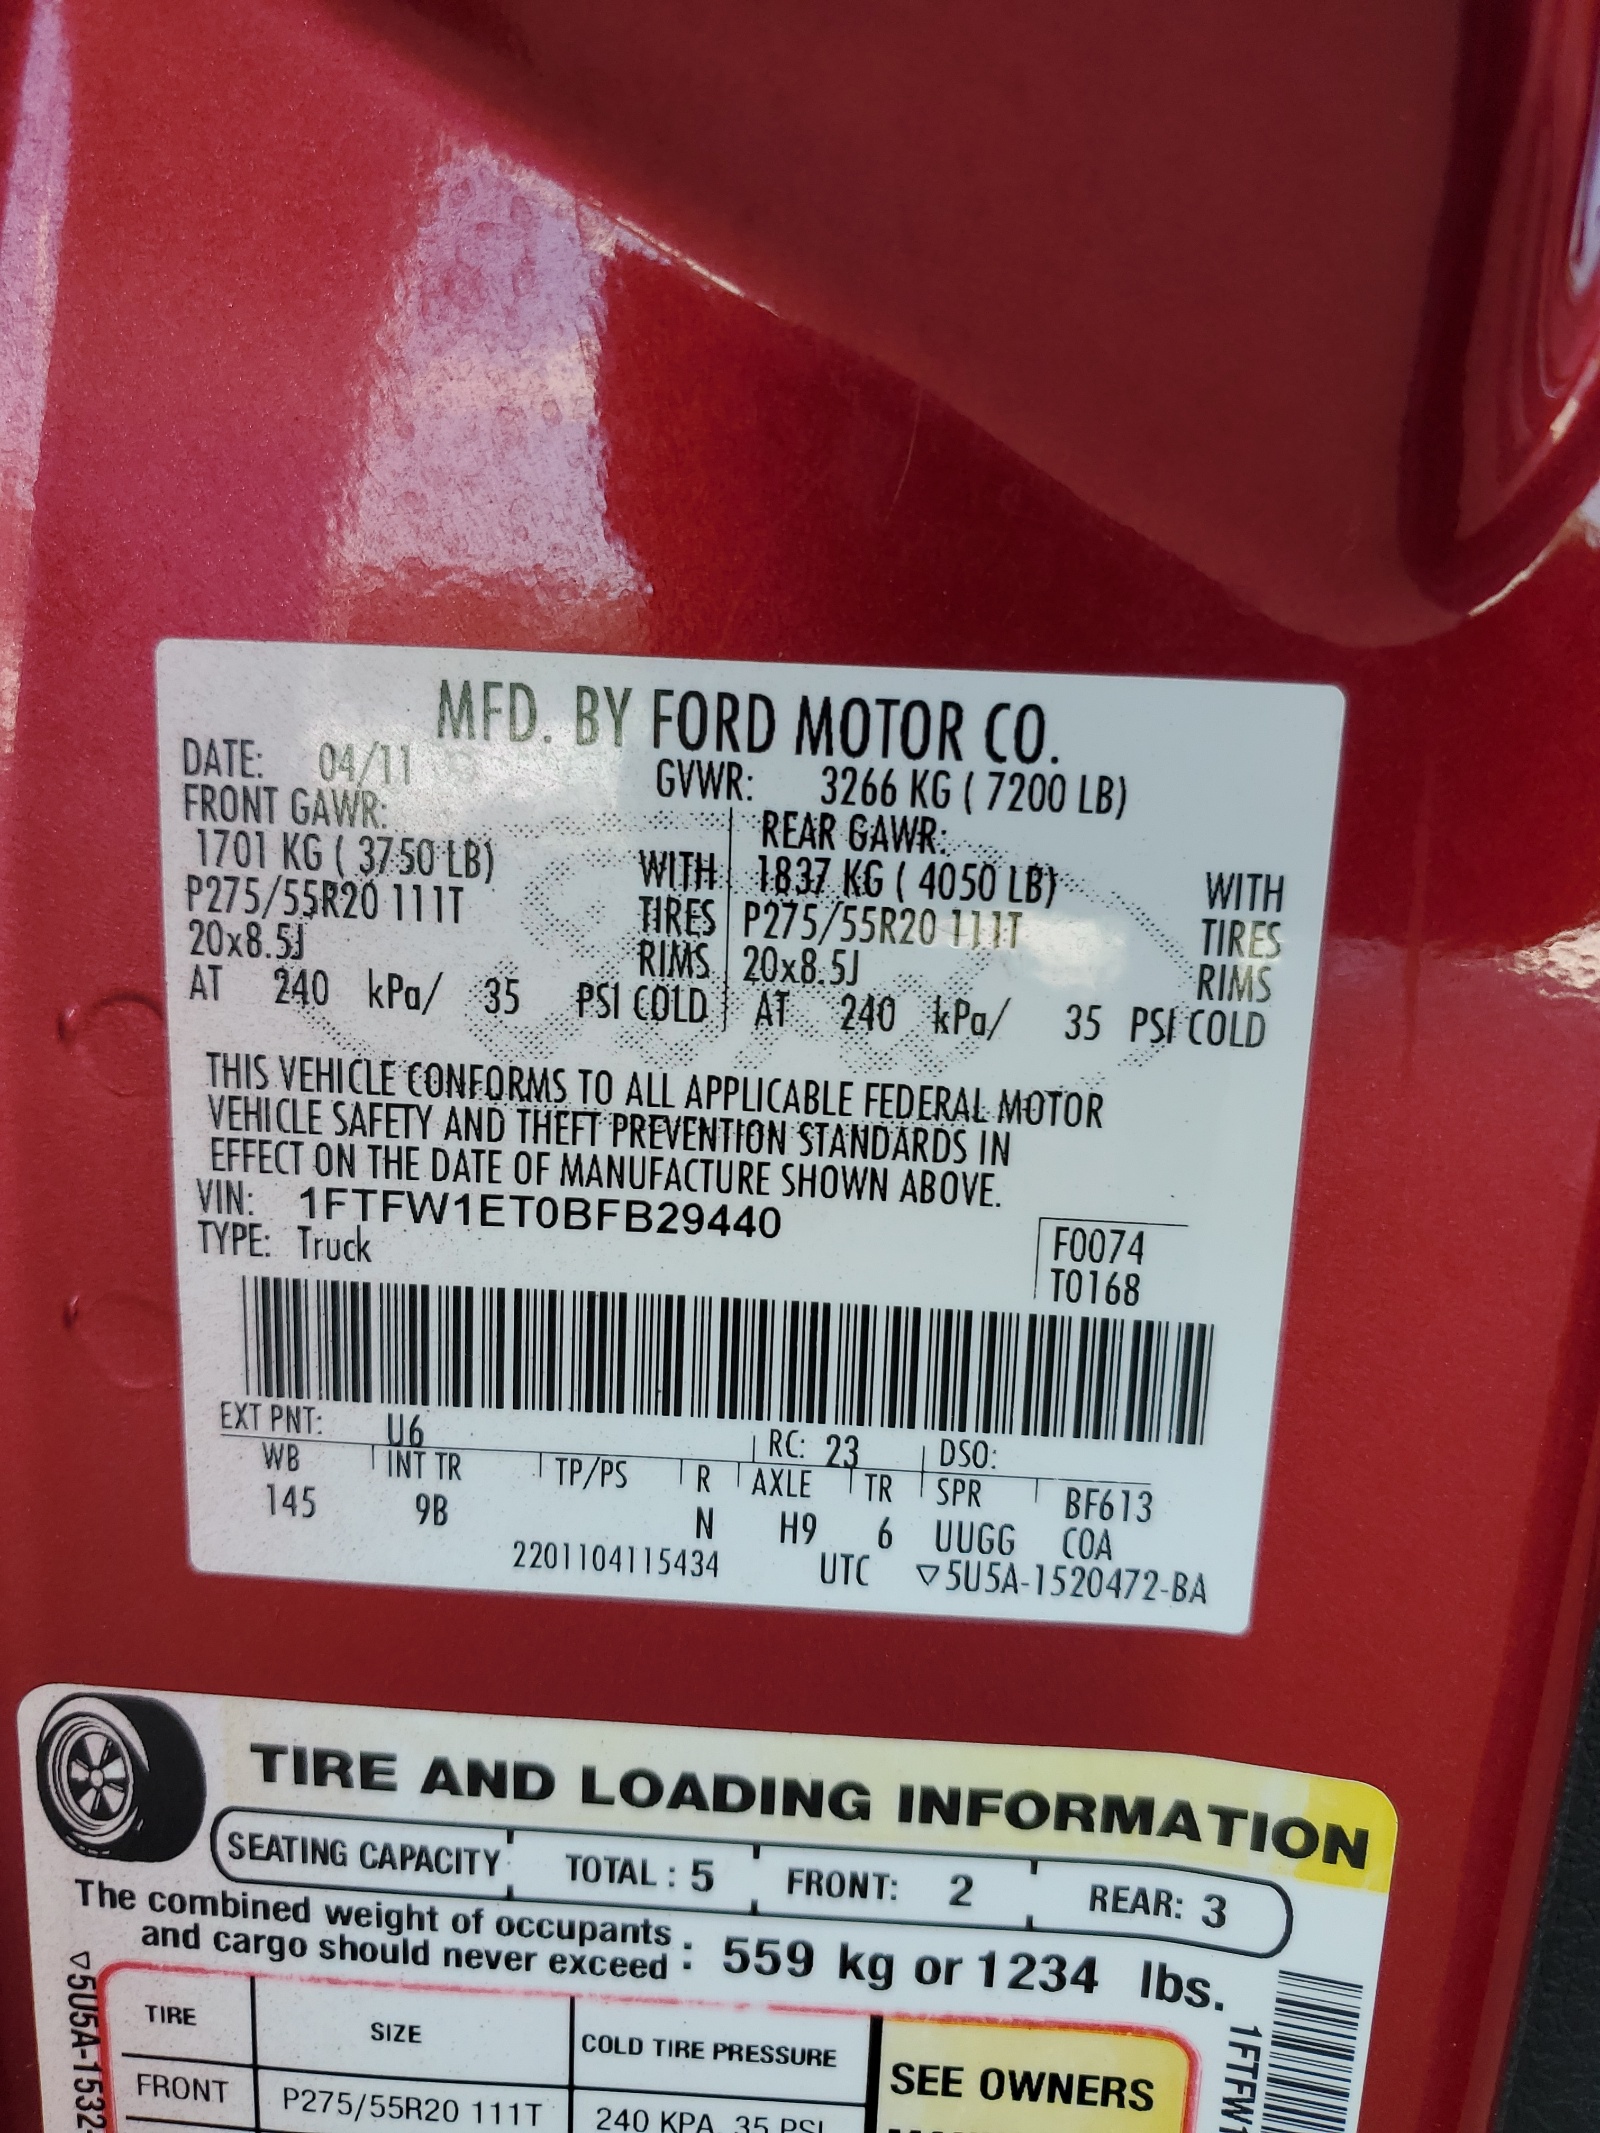 MFD. BY FORD MOTOR CO.
DATE: 04/11 GVWR: 3266 KG ( 7200 LB)
FRONT GAWR: REAR GAWR:
1701 KG ( 3750 LB) WITH 1837 KG ( 4050 LB) WITH
P275/55R20 111T TIRES P275/55R20 111T TIRES
20x8.5J RIMS 20x8.5J RIMS
AT 240 kPa/ 35 PSI COLD AT 240 kPa/ 35 PSI COLD
THIS VEHICLE CONFORMS TO ALL APPLICABLE FEDERAL MOTOR
VEHICLE SAFETY AND THEFT PREVENTION STANDARDS IN
EFFECT ON THE DATE OF MANUFACTURE SHOWN ABOVE.
VIN: 1FTFW1ET0BFB29440
TYPE: Truck
F0074
T0168
EXT PNT: U6 RC: 23 DSO:
WB INT TR TP/PS R AXLE TR SPR BF613
145 9B N H9 6 UUGG COA
2201104115434 UTC ▽5U5A-1520472-BA
TIRE AND LOADING INFORMATION
SEATING CAPACITY TOTAL : 5 FRONT: 2 REAR: 3
The combined weight of occupants
and cargo should never exceed : 559 kg or 1234 lbs.
TIRE SIZE COLD TIRE PRESSURE SEE OWNERS
FRONT P275/55R20 111T 240 KPA, 35 PSI
▽5U5A-1532
1FTFW1